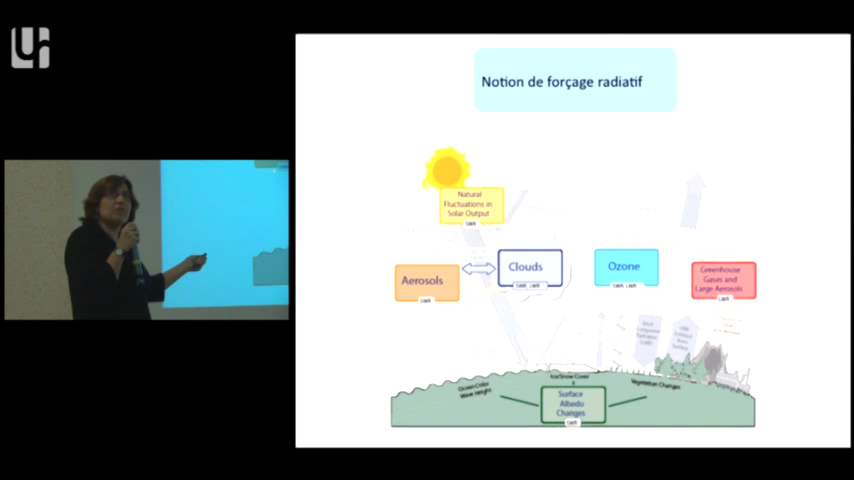 Notion de forçage radiatif
Natural
Fluctuations in
Solar Output
Aerosols
Clouds
Ozone
Greenhouse
Gases and
Large Aerosols
Ice/Snow Cover
Ocean Color
Wave Height
Vegetation Changes
Surface
Albedo
Changes